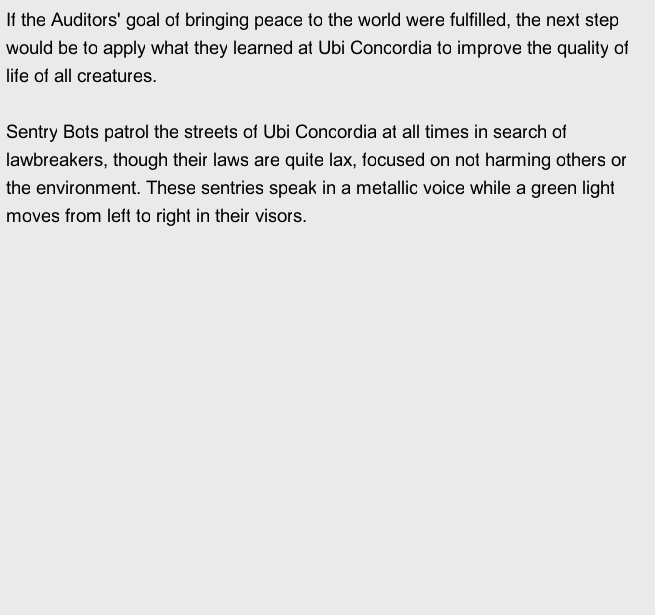 If the Auditors' goal of bringing peace to the world were fulfilled, the next step
would be to apply what they learned at Ubi Concordia to improve the quality of
life of all creatures.
Sentry Bots patrol the streets of Ubi Concordia at all times in search of
lawbreakers, though their laws are quite lax, focused on not harming others or
the environment. These sentries speak in a metallic voice while a green light
moves from left to right in their visors.